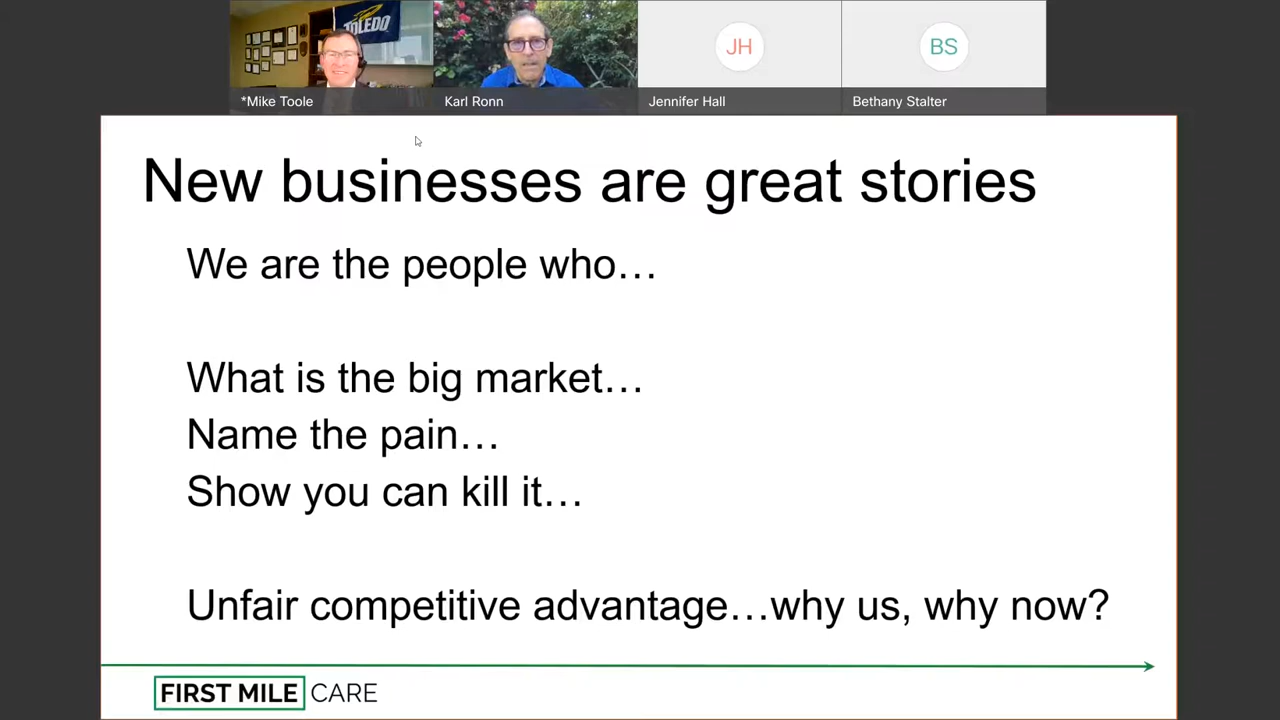 TOLEDO
JH
BS
*Mike Toole
Karl Ronn
Jennifer Hall
Bethany Stalter
New businesses are great stories
We are the people who…
What is the big market…
Name the pain…
Show you can kill it…
Unfair competitive advantage…why us, why now?
FIRST MILE CARE